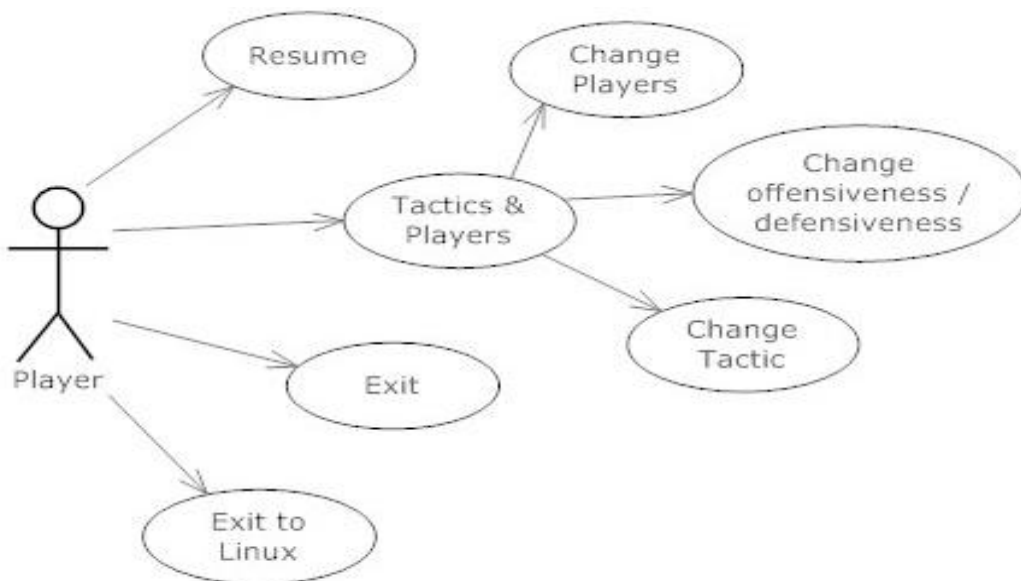 Resume
Change
Players
Change
offensiveness /
defensiveness
Tactics &
Players
Change
Tactic
Player
Exit
Exit to
Linux